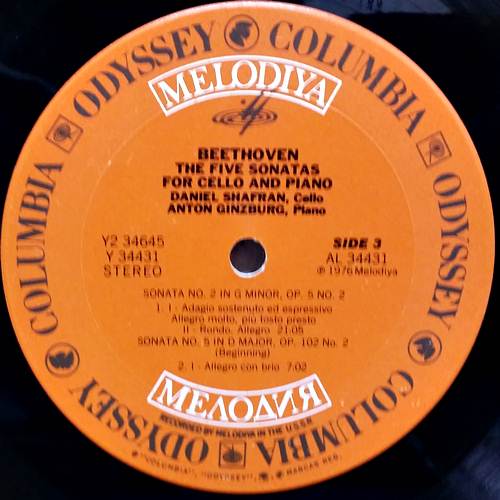 COLUMBIA ODYSSEY COLUMBIA ODYSSEY COLUMBIA ODYSSEY
MELODIYA
BEETHOVEN
THE FIVE SONATAS
FOR CELLO AND PIANO
DANIEL SHAFRAN, Cello
ANTON GINZBURG, Piano
Y2 34645
Y 34431
STEREO
SIDE 3
AL 34431
℗ 1976 Melodiya
SONATA NO. 2 IN G MINOR, OP. 5 NO. 2
1. I - Adagio sostenuto ed espressivo
Allegro molto, più tosto presto
II - Rondo. Allegro 21:05
SONATA NO. 5 IN D MAJOR, OP. 102 No. 2
(Beginning)
2. I - Allegro con brio 7:02
МЕЛОДИЯ
RECORDED BY MELODIYA IN THE U.S.S.R.
® "COLUMBIA", "ODYSSEY", MARCAS REG.